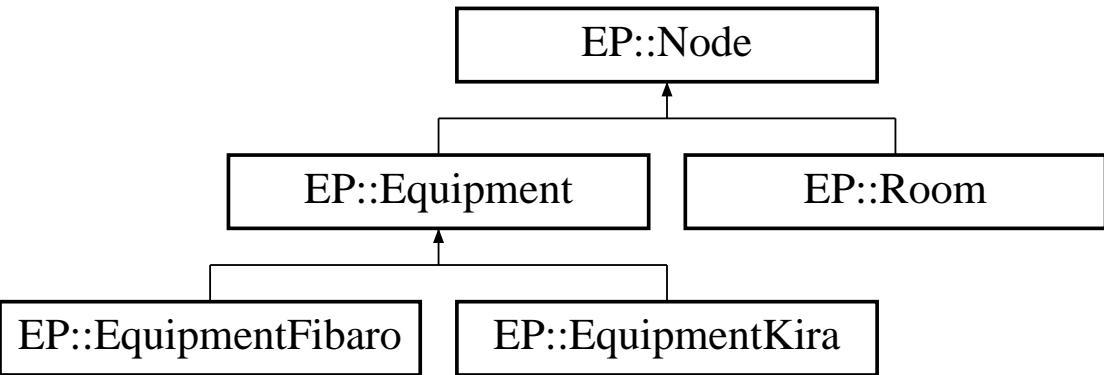 EP::Node
EP::Equipment
EP::Room
EP::EquipmentFibaro
EP::EquipmentKira